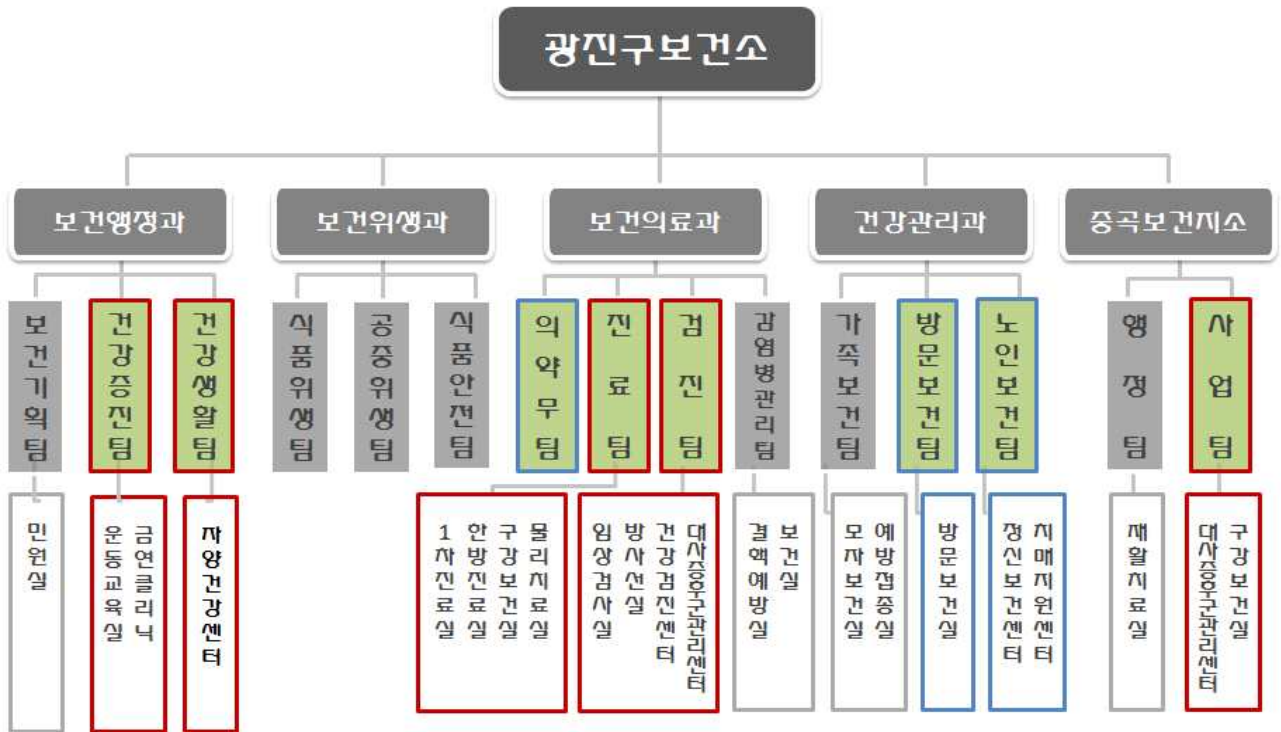 광진구보건소
보건행정과
보건위생과
보건의료과
건강관리과
중곡보건지소
보건기획팀
건강증진팀
건강생활팀
식품위생팀
공중위생팀
식품안전팀
의약무팀
진료팀
검진팀
감염병관리팀
가족보건팀
방문보건팀
노인보건팀
행정팀
사업팀
민원실
운동교육실
금연클리닉
자양건강센터
1차진료실
한방진료실
구강보건실
물리치료실
임상검사실
방사선실
건강검진센터
대사증후군관리센터
결핵예방실
보건실
모자보건실
예방접종실
방문보건실
정신보건센터
치매지원센터
재활치료실
대사증후군관리센터
구강보건실